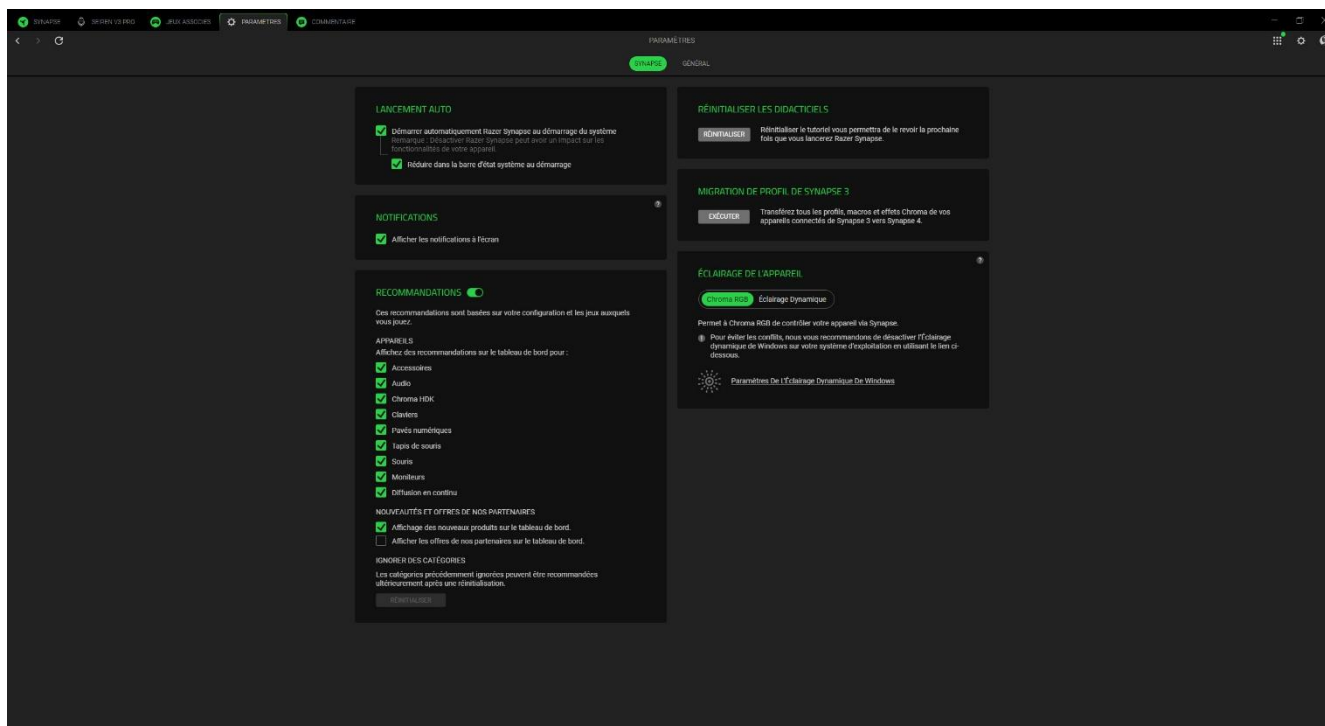 SYNAPSE
SEIREN V3 PRO
JEUX ASSOCIÉS
PARAMÈTRES
COMMENTAIRE
PARAMÈTRES
SYNAPSE
GÉNÉRAL
LANCEMENT AUTO
Démarrer automatiquement Razer Synapse au démarrage du système
Remarque : Désactiver Razer Synapse peut avoir un impact sur les
fonctionnalités de votre appareil.
Réduire dans la barre d'état système au démarrage
NOTIFICATIONS
Afficher les notifications à l'écran
RECOMMANDATIONS
Ces recommandations sont basées sur votre configuration et les jeux auxquels
vous jouez.
APPAREILS
Affichez des recommandations sur le tableau de bord pour :
Accessoires
Audio
Chroma HDK
Claviers
Pavés numériques
Tapis de souris
Souris
Moniteurs
Diffusion en continu
NOUVEAUTÉS ET OFFRES DE NOS PARTENAIRES
Affichage des nouveaux produits sur le tableau de bord.
Afficher les offres de nos partenaires sur le tableau de bord.
IGNORER DES CATÉGORIES
Les catégories précédemment ignorées peuvent être recommandées
ultérieurement après une réinitialisation.
RÉINITIALISER
RÉINITIALISER LES DIDACTICIELS
RÉINITIALISER
Réinitialiser le tutoriel vous permettra de le revoir la prochaine
fois que vous lancerez Razer Synapse.
MIGRATION DE PROFIL DE SYNAPSE 3
EXÉCUTER
Transférez tous les profils, macros et effets Chroma de vos
appareils connectés de Synapse 3 vers Synapse 4.
ÉCLAIRAGE DE L'APPAREIL
Chroma RGB
Éclairage Dynamique
Permet à Chroma RGB de contrôler votre appareil via Synapse.
Pour éviter les conflits, nous vous recommandons de désactiver l'Éclairage
dynamique de Windows sur votre système d'exploitation en utilisant le lien ci-
dessous.
Paramètres De L'Éclairage Dynamique De Windows